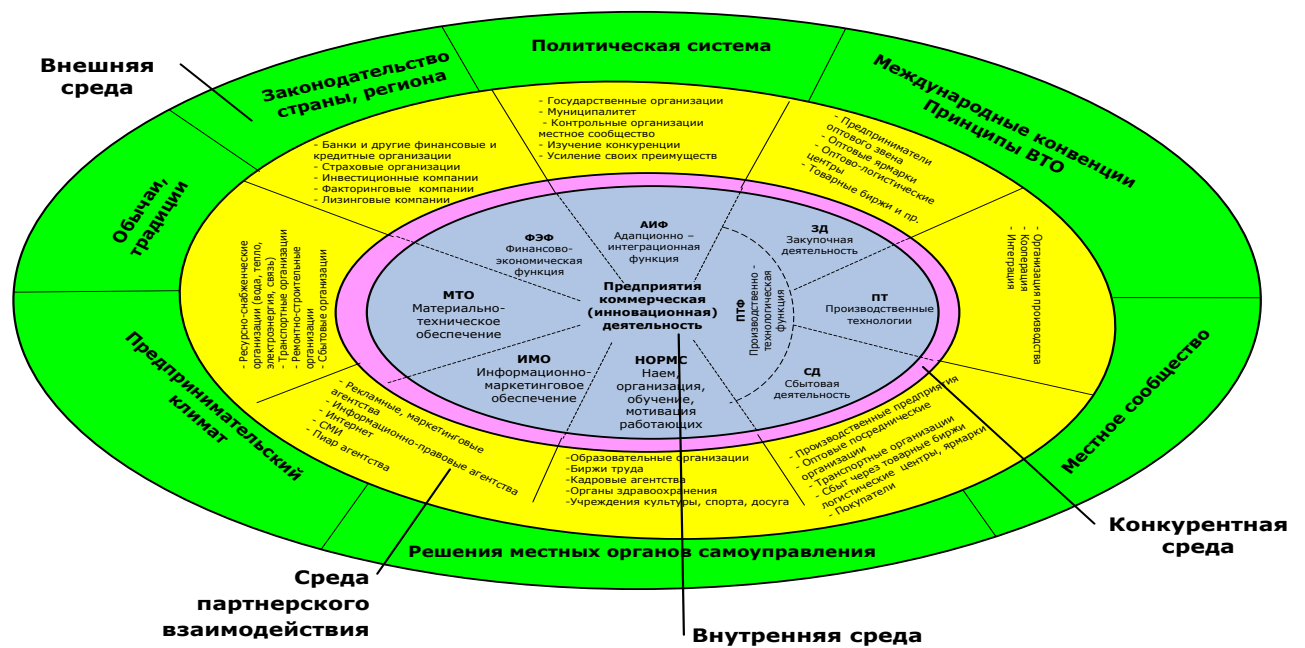 Внешняя
среда
Законодательство
страны, региона
Политическая система
Международные конвенции
Принципы ВТО
Обычаи,
традиции
Предпринимательский
климат
Решения местных органов самоуправления
Местное сообщество
- Банки и другие финансовые и
кредитные организации
- Страховые организации
- Инвестиционные компании
- Факторинговые компании
- Лизинговые компании
- Государственные организации
- Муниципалитет
- Контрольные организации
местное сообщество
- Изучение конкуренции
- Усиление своих преимуществ
- Предприниматели
оптового звена
- Оптовые ярмарки
- Оптово-логистические
центры
- Товарные биржи и пр.
- Организация производства
- Кооперация
- Интеграция
- Ресурсно-снабженческие
организации (вода, тепло,
электроэнергия, связь)
- Транспортные организации
- Ремонтно-строительные
организации
- Сбытовые организации
- Рекламные, маркетинговые
агентства
- Информационно-правовые агентства
- Интернет
- СМИ
- Пиар агентства
-Образовательные организации
-Биржи труда
-Кадровые агентства
-Органы здравоохранения
-Учреждения культуры, спорта, досуга
- Производственные предприятия
- Оптовые посреднические
организации
- Транспортные организации
- Сбыт через товарные биржи
логистические центры, ярмарки
- Покупатели
ФЭФ
Финансово-
экономическая
функция
АИФ
Адапционно –
интеграционная
функция
ЗД
Закупочная
деятельность
МТО
Материально-
техническое
обеспечение
Предприятия
коммерческая
(инновационная)
деятельность
ПТФ
Производственно -
технологическая
функция
ПТ
Производственные
технологии
ИМО
Информационно-
маркетинговое
обеспечение
НОРМС
Наем,
организация,
обучение,
мотивация
работающих
СД
Сбытовая
деятельность
Конкурентная
среда
Среда
партнерского
взаимодействия
Внутренняя среда